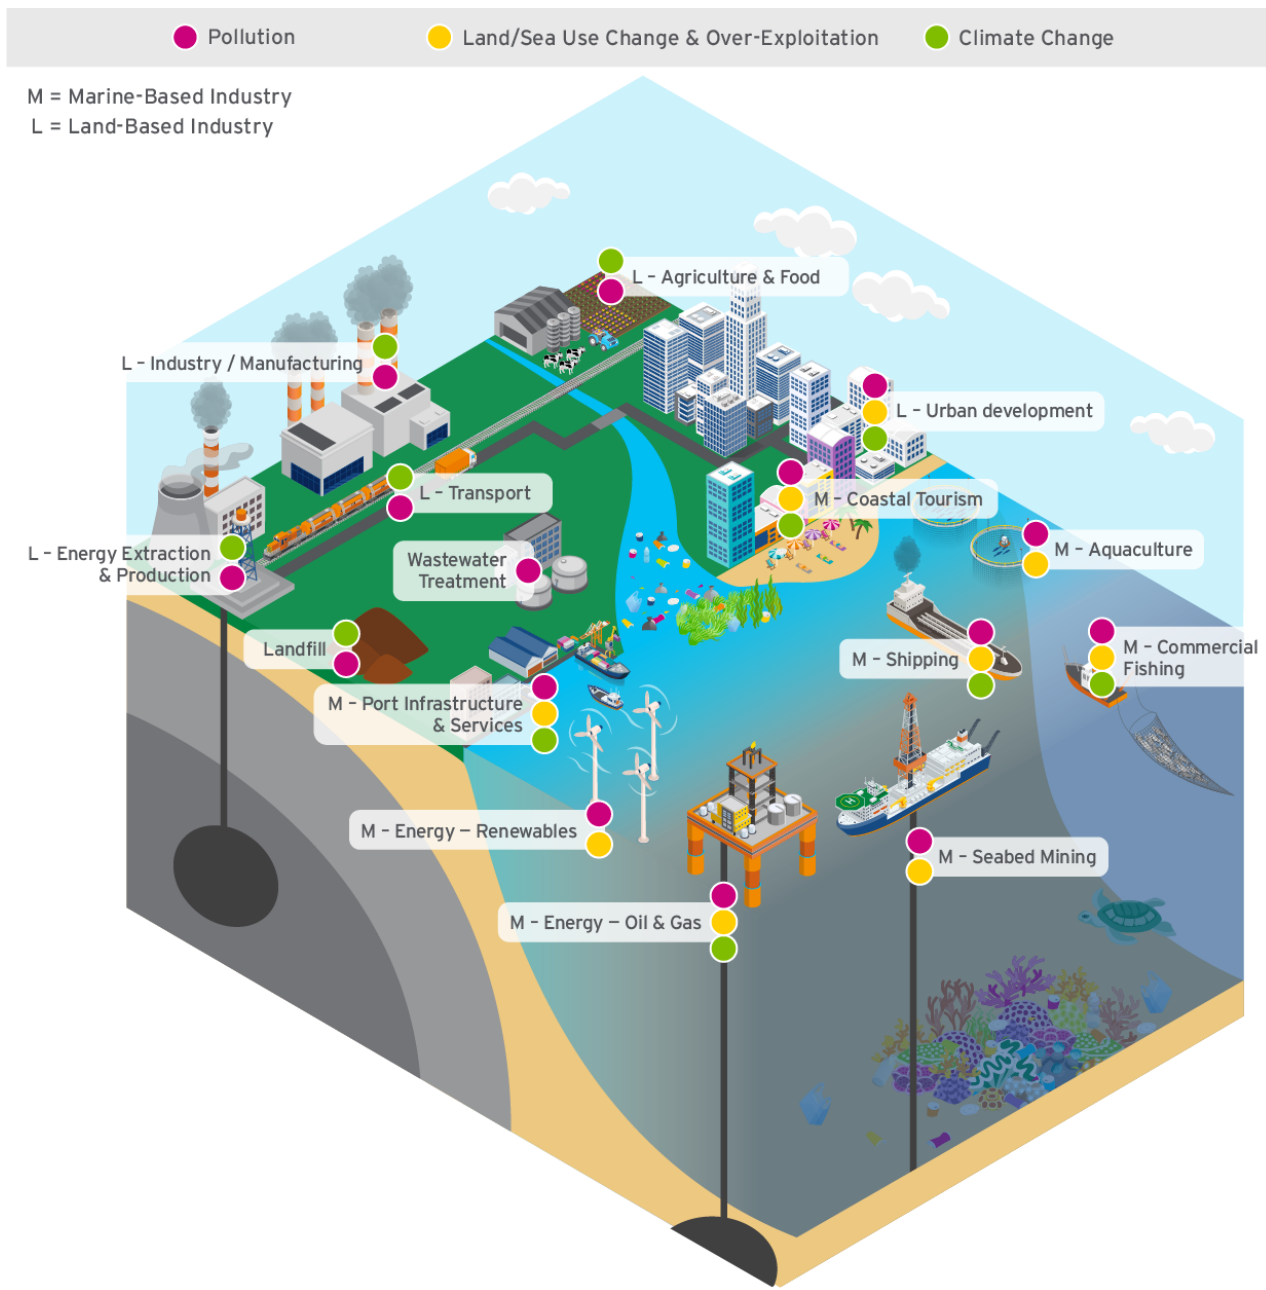 Pollution
Land/Sea Use Change & Over-Exploitation
Climate Change
M = Marine-Based Industry
L = Land-Based Industry
L – Agriculture & Food
L – Industry / Manufacturing
L – Urban development
L – Transport
M – Coastal Tourism
L – Energy Extraction
& Production
Wastewater
Treatment
M – Aquaculture
Landfill
M – Shipping
M – Commercial
Fishing
M – Port Infrastructure
& Services
M – Energy – Renewables
M – Seabed Mining
M – Energy – Oil & Gas
H